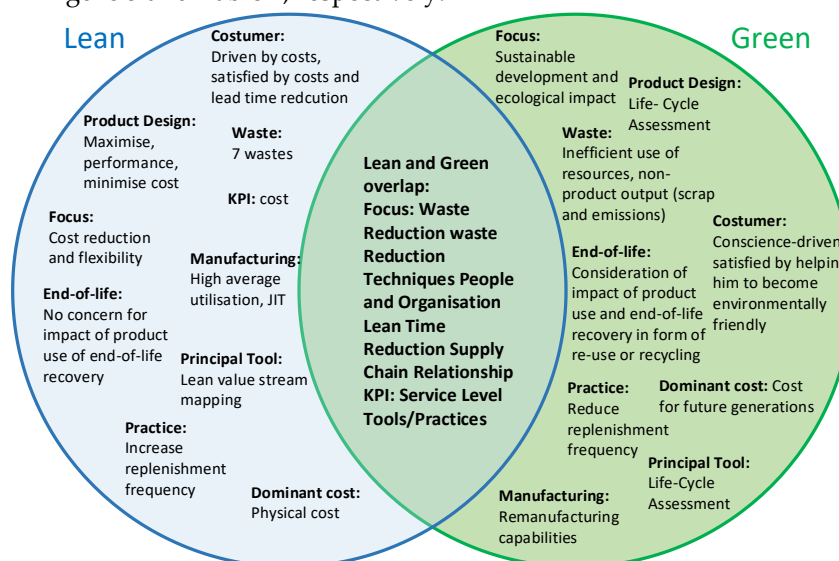 Lean
Costumer:
Driven by costs,
satisfied by costs and
lead time redcution
Product Design:
Maximise,
performance,
minimise cost
Waste:
7 wastes
KPI: cost
Focus:
Cost reduction
and flexibility
Manufacturing:
High average
utilisation, JIT
End-of-life:
No concern for
impact of product
use of end-of-life
recovery
Principal Tool:
Lean value stream
mapping
Practice:
Increase
replenishment
frequency
Dominant cost:
Physical cost
Lean and Green
overlap:
Focus: Waste
Reduction waste
Reduction
Techniques People
and Organisation
Lean Time
Reduction Supply
Chain Relationship
KPI: Service Level
Tools/Practices
Green
Focus:
Sustainable
development and
ecological impact
Product Design:
Life- Cycle
Assessment
Waste:
Inefficient use of
resources, non-
product output (scrap
and emissions)
Costumer:
Conscience-driven
satisfied by helpin
him to become
environmentally
friendly
End-of-life:
Consideration of
impact of product
use and end-of-life
recovery in form of
re-use or recycling
Practice:
Reduce
replenishment
frequency
Dominant cost: Cost
for future generations
Principal Tool:
Life-Cycle
Assessment
Manufacturing:
Remanufacturing
capabilities